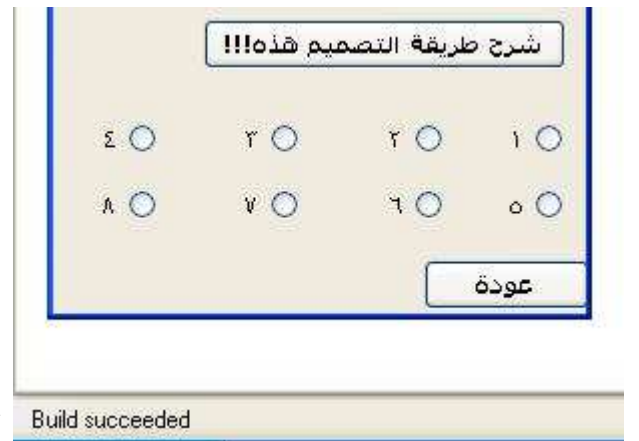 شرح طريقة التصميم هذه!!!
١ ٢ ٣ ٤
٥ ٦ ٧ ٨
عودة
Build succeeded